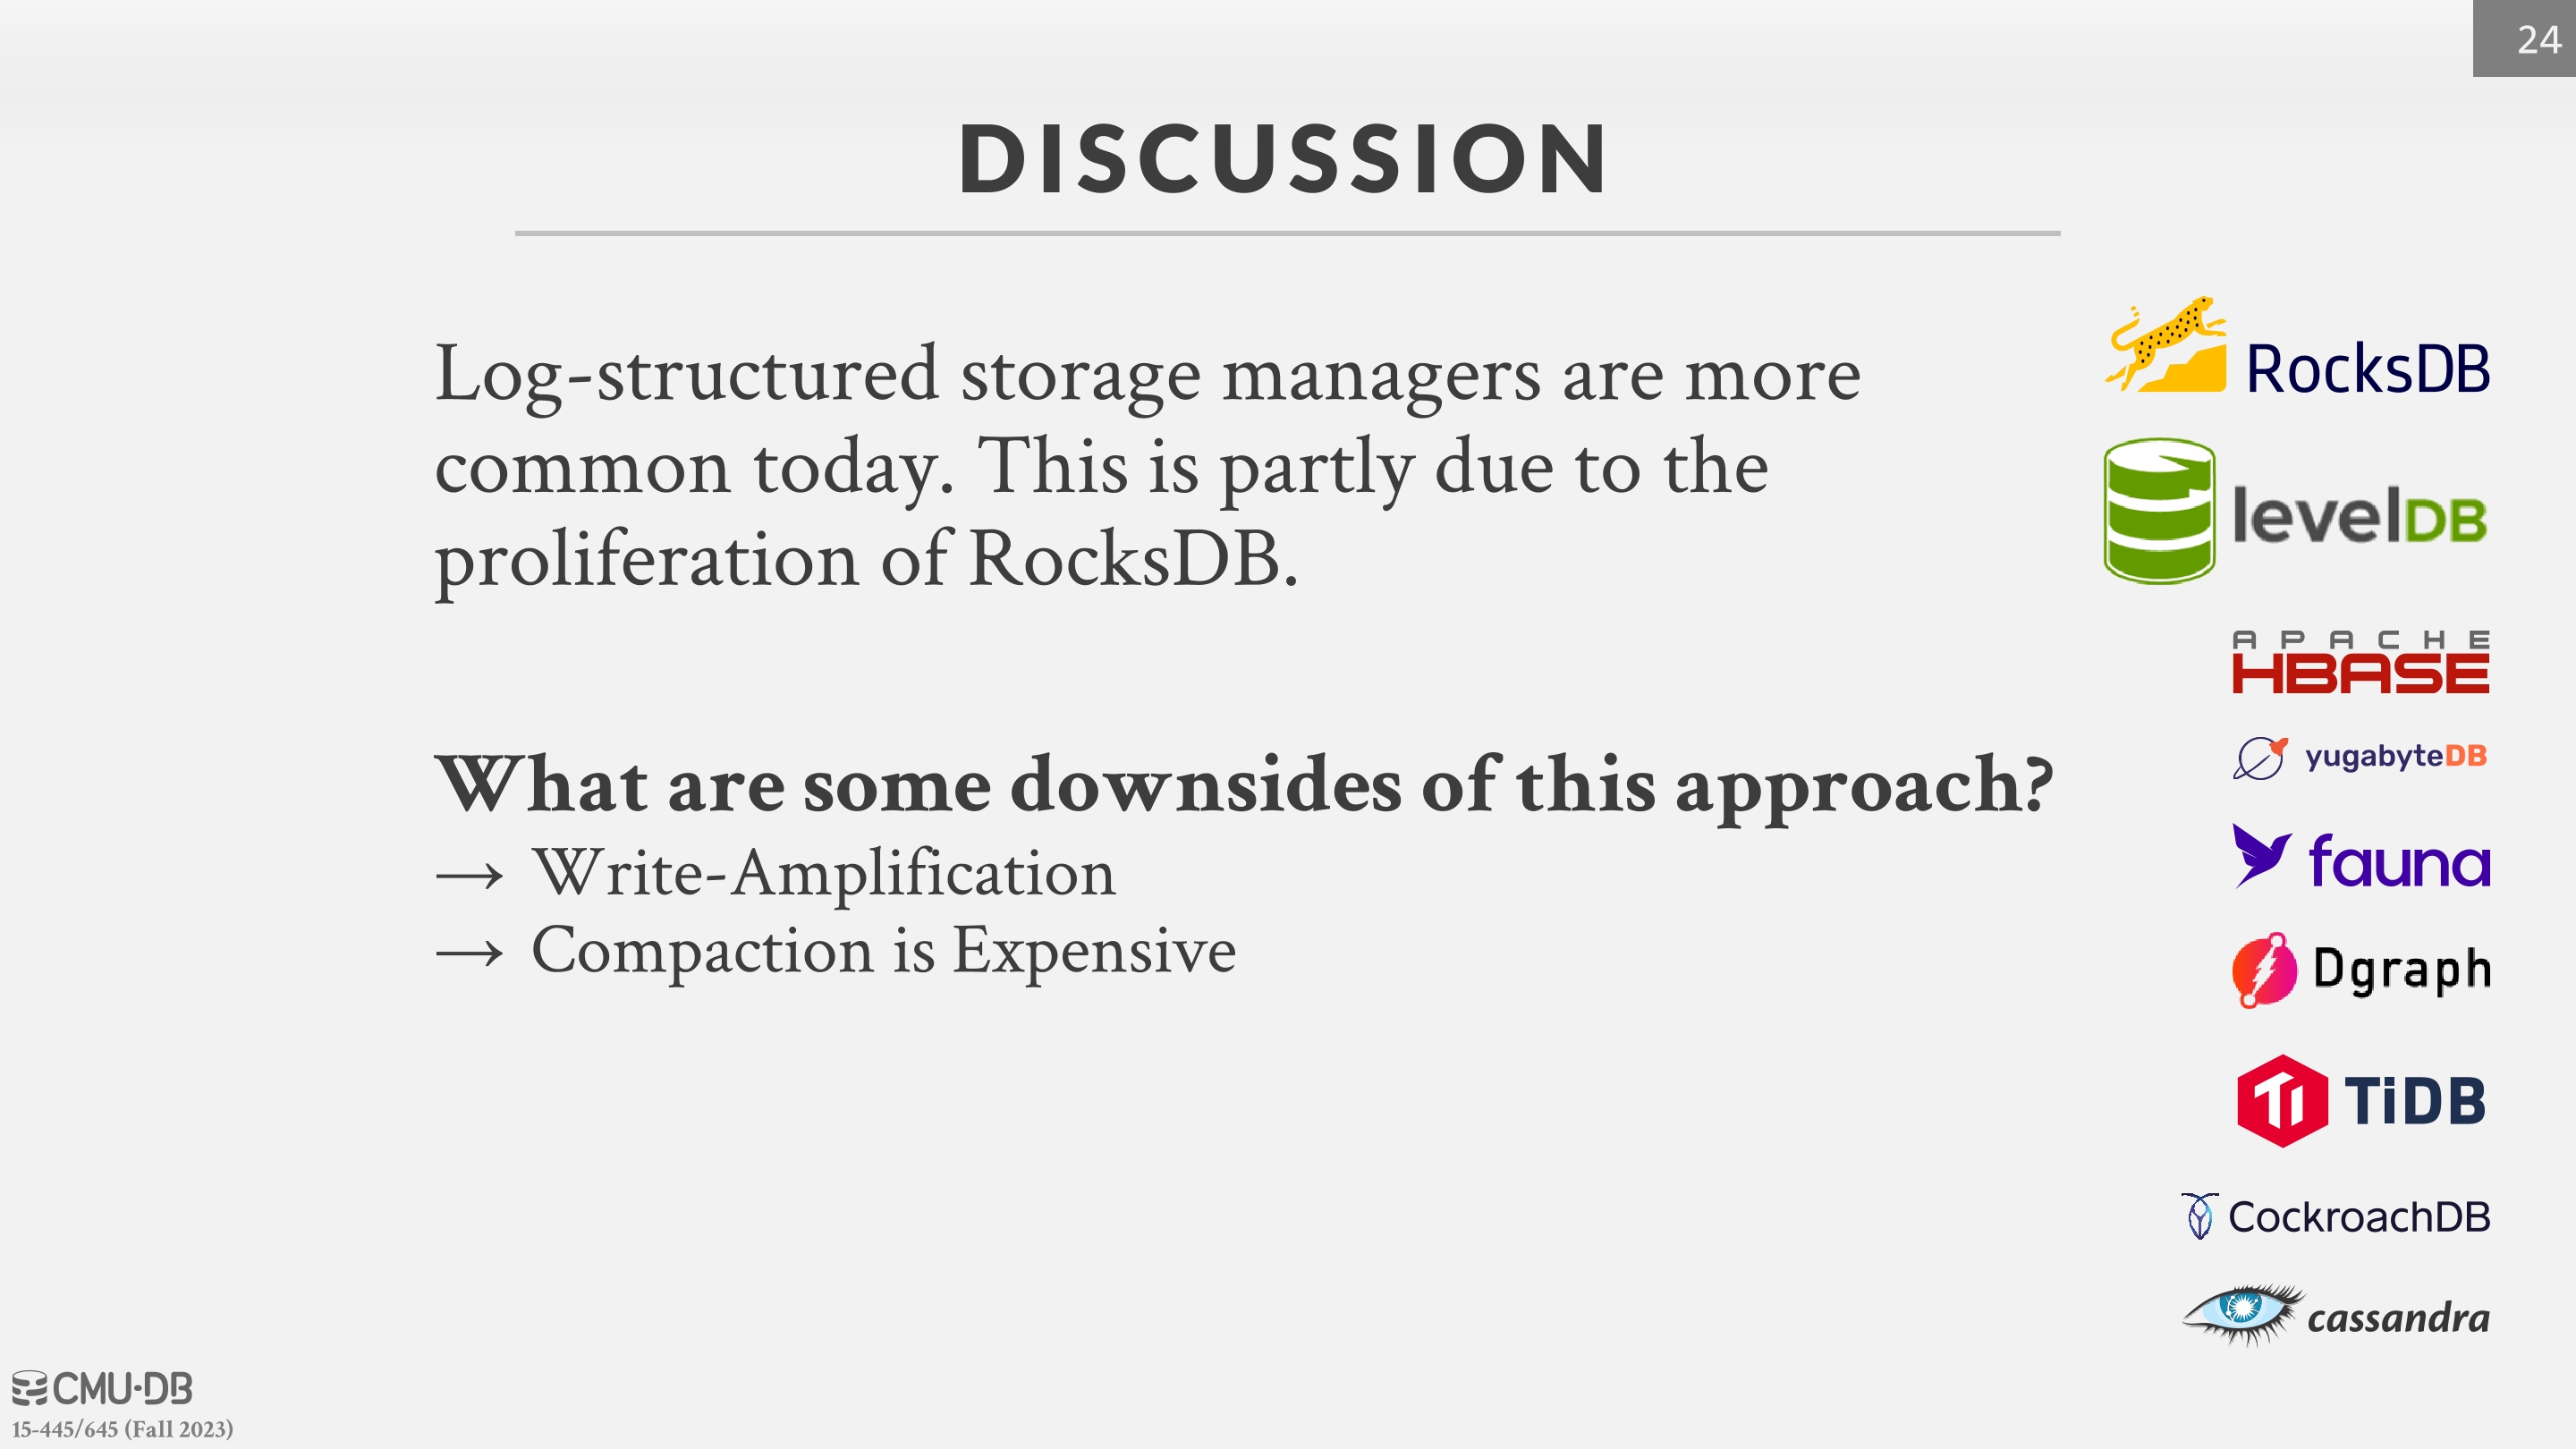 24
DISCUSSION
Log-structured storage managers are more
common today. This is partly due to the
proliferation of RocksDB.
What are some downsides of this approach?
→ Write-Amplification
→ Compaction is Expensive
RocksDB
levelDB
APACHE
HBASE
yugabyteDB
fauna
Dgraph
TiDB
CockroachDB
cassandra
CMU·DB
15-445/645 (Fall 2023)